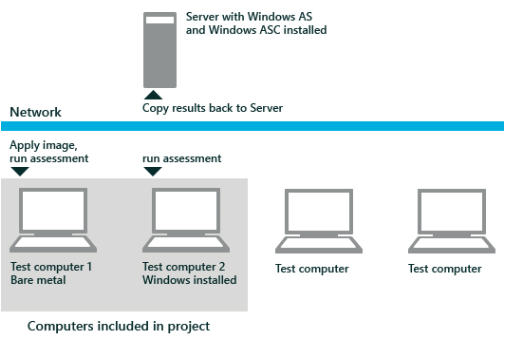 Server with Windows AS
and Windows ASC installed
Copy results back to Server
Network
Apply image,
run assessment
run assessment
Test computer 1
Bare metal
Test computer 2
Windows installed
Test computer
Test computer
Computers included in project